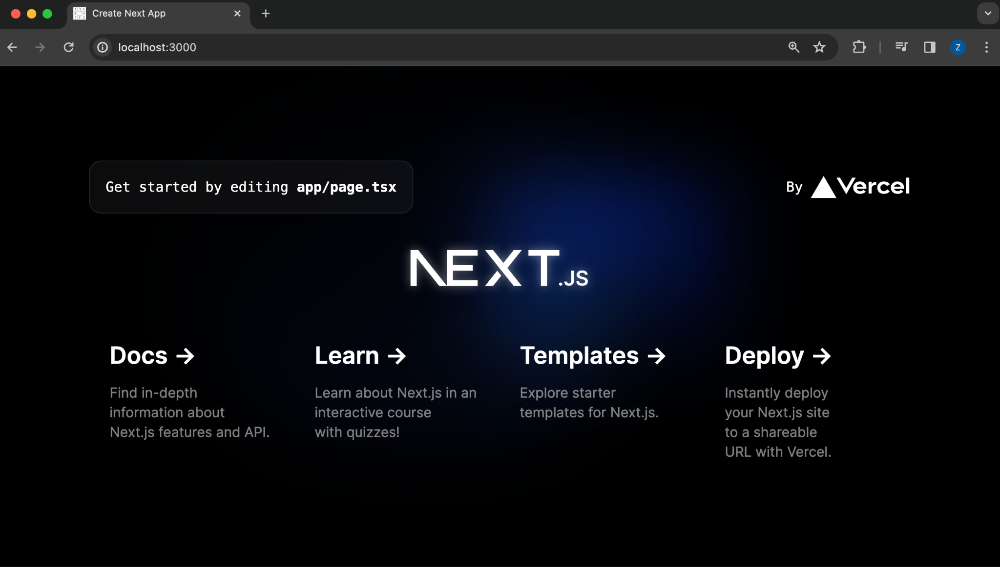 Create Next App
localhost:3000
Z
Get started by editing app/page.tsx
By Vercel
NEXT.JS
Docs →
Find in-depth
information about
Next.js features and API.
Learn →
Learn about Next.js in an
interactive course
with quizzes!
Templates →
Explore starter
templates for Next.js.
Deploy →
Instantly deploy
your Next.js site
to a shareable
URL with Vercel.